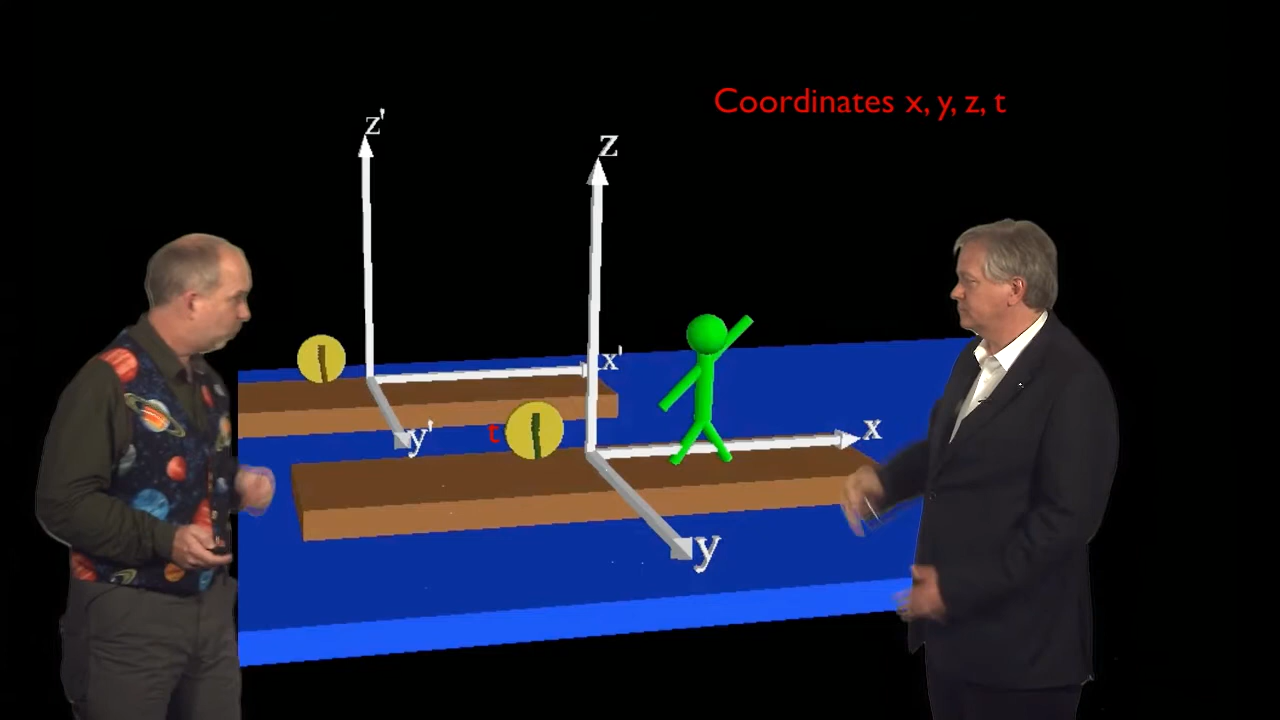 Coordinates x, y, z, t
z'
z
x'
t
y'
x
y